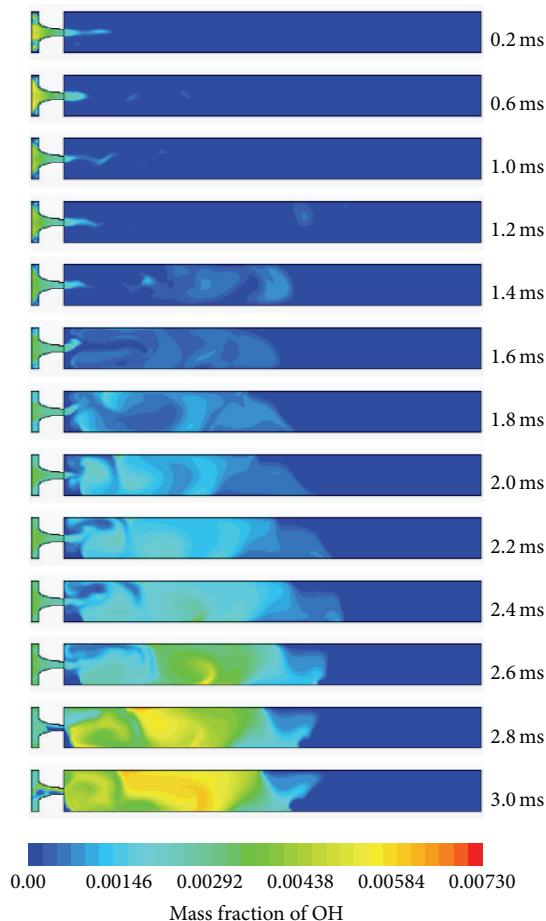 0.2 ms
0.6 ms
1.0 ms
1.2 ms
1.4 ms
1.6 ms
1.8 ms
2.0 ms
2.2 ms
2.4 ms
2.6 ms
2.8 ms
3.0 ms
0.00 0.00146 0.00292 0.00438 0.00584 0.00730
Mass fraction of OH